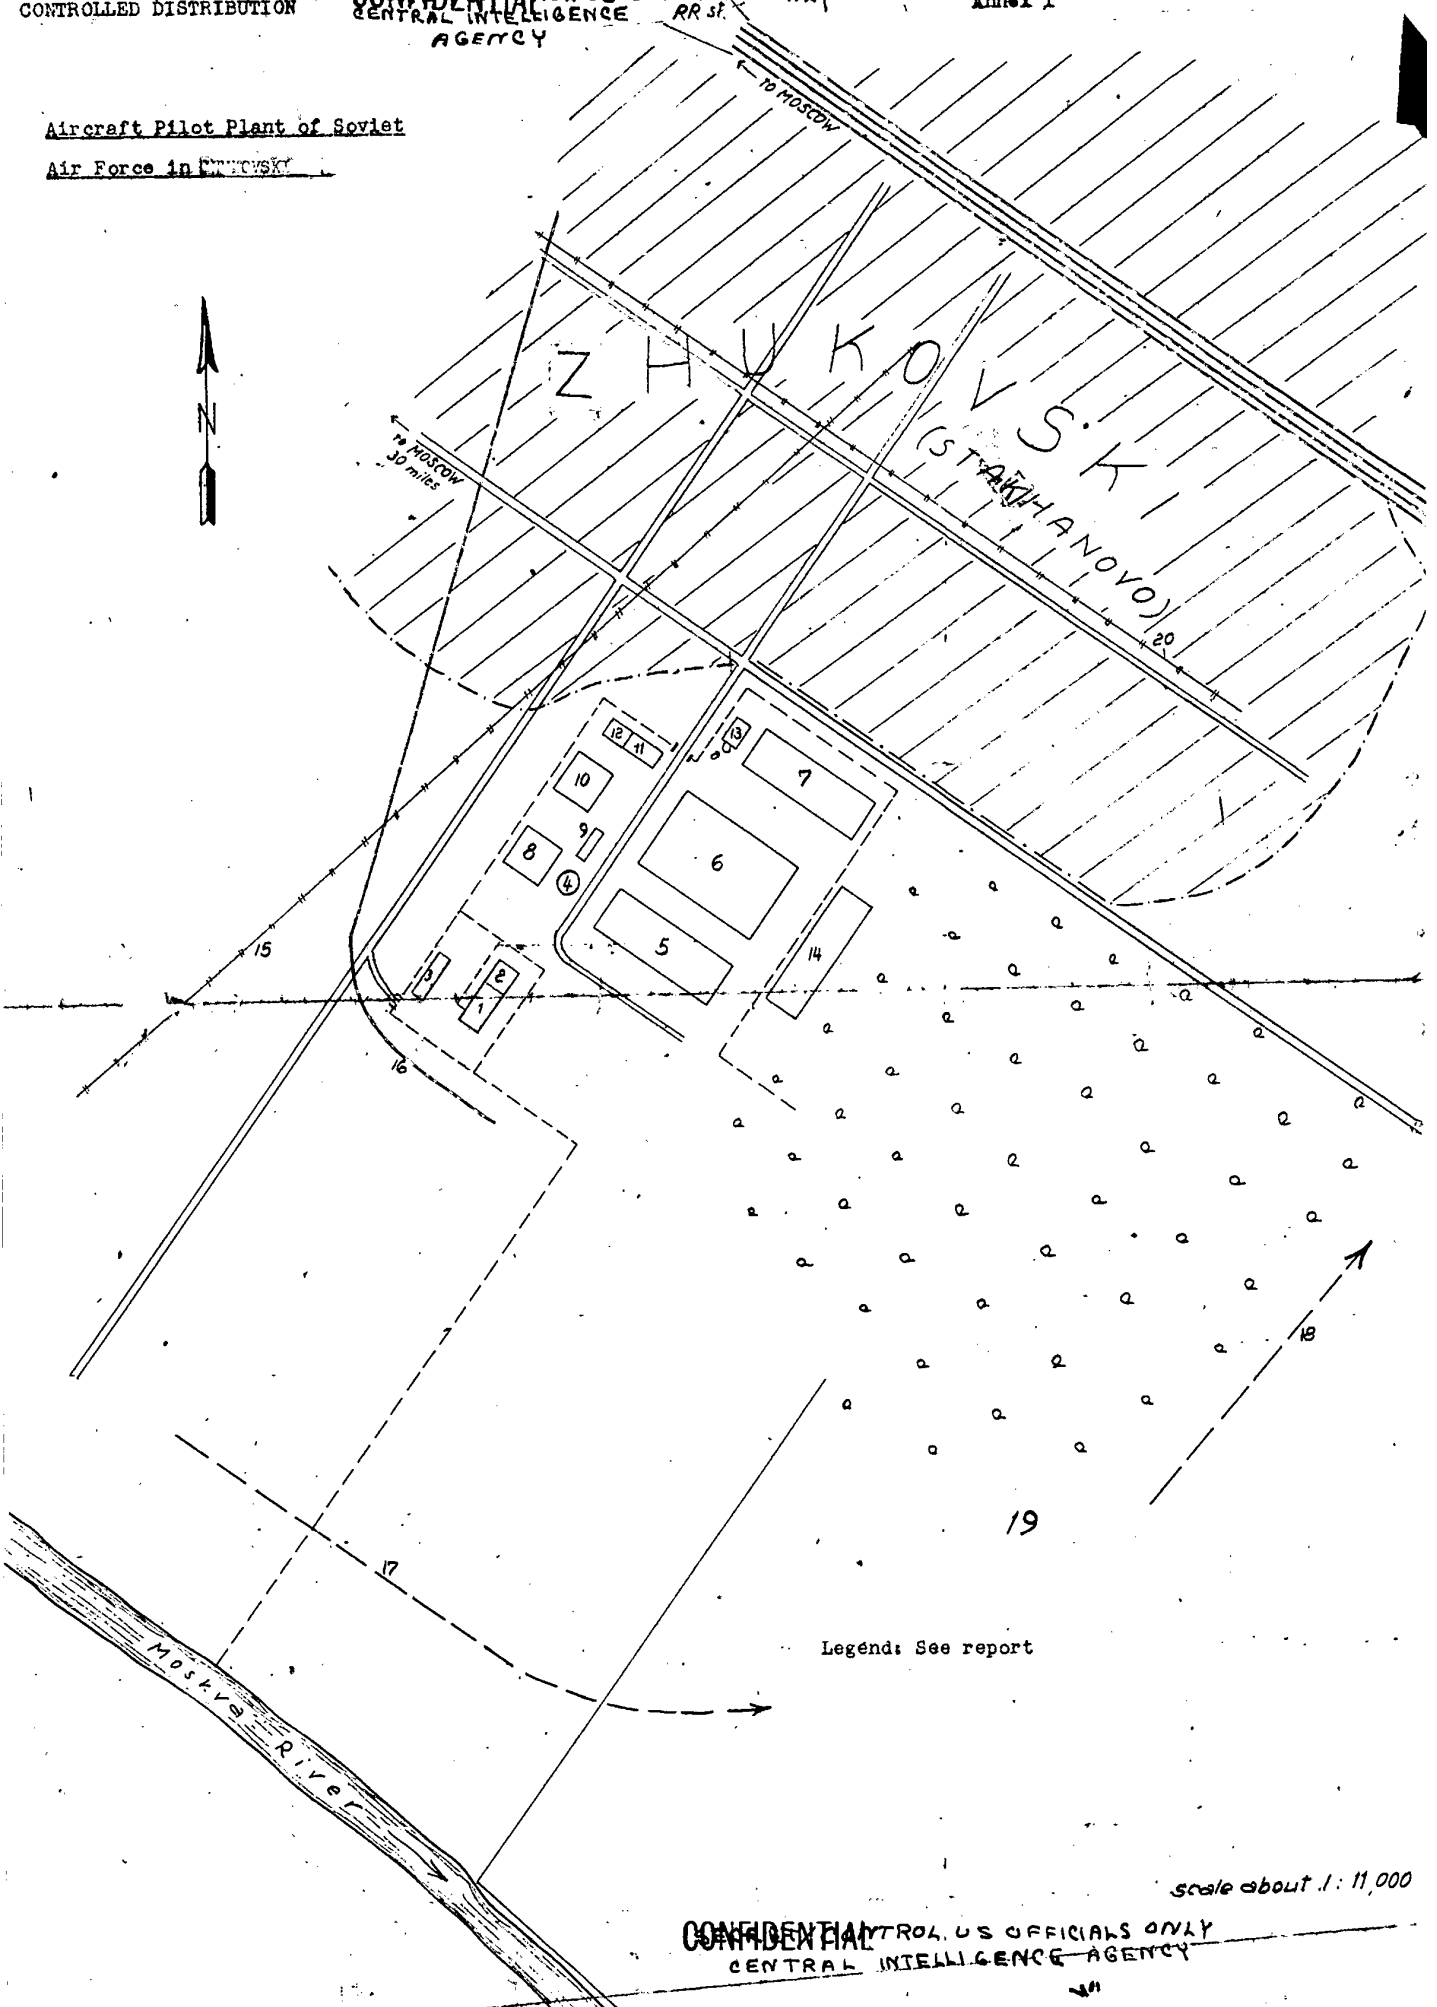 CONTROLLED DISTRIBUTION
CONFIDENTIAL
CENTRAL INTELLIGENCE
AGENCY
RR st.
Annex 1
to MOSCOW
Aircraft Pilot Plant of Soviet
Air Force in
N
ZHUKOVSK
(STAKHANOVO)
to MOSCOW
30 miles
20
12
11
13
7
10
9
8
4
6
5
14
15
3
2
1
16
18
19
17
Legend: See report
Moskva River
scale about 1: 11,000
CONFIDENTIAL
CONTROL. US OFFICIALS ONLY
CENTRAL INTELLIGENCE AGENCY